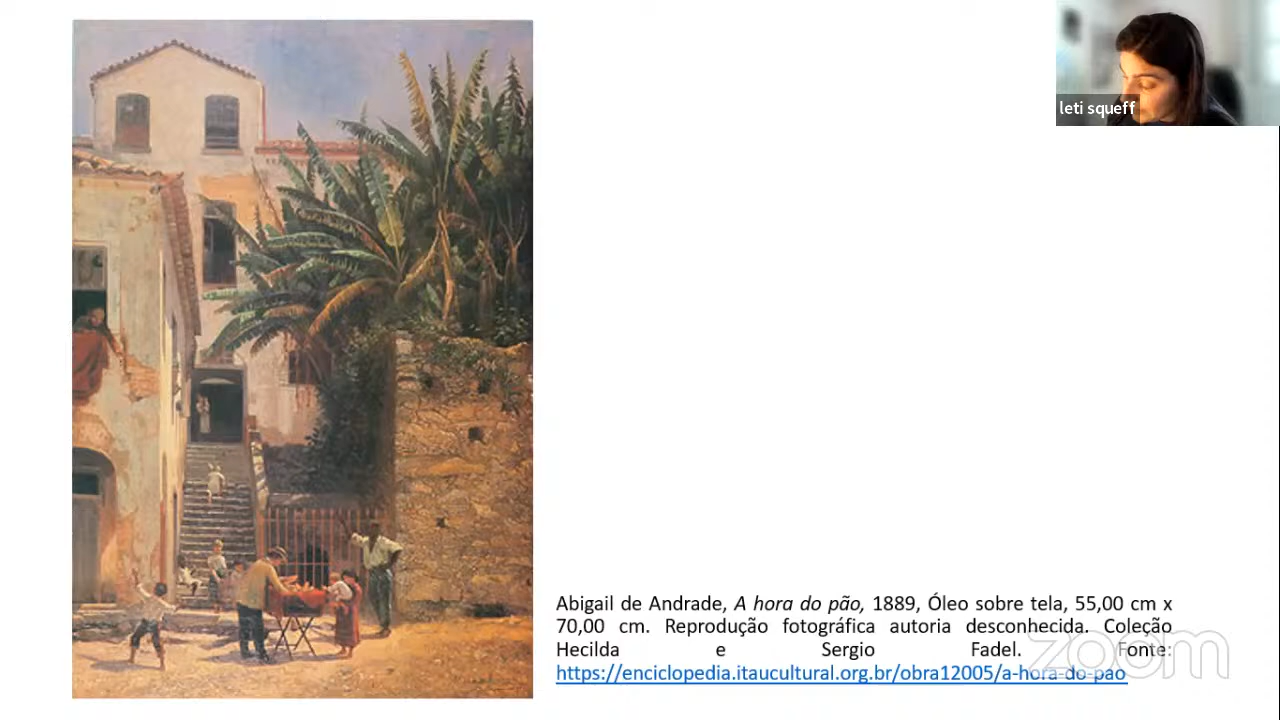 leti squeff
Abigail de Andrade, A hora do pão, 1889, Óleo sobre tela, 55,00 cm x
70,00 cm. Reprodução fotográfica autoria desconhecida. Coleção
Hecilda e Sergio Fadel. Fonte:
https://enciclopedia.itaucultural.org.br/obra12005/a-hora-do-pao
zoom